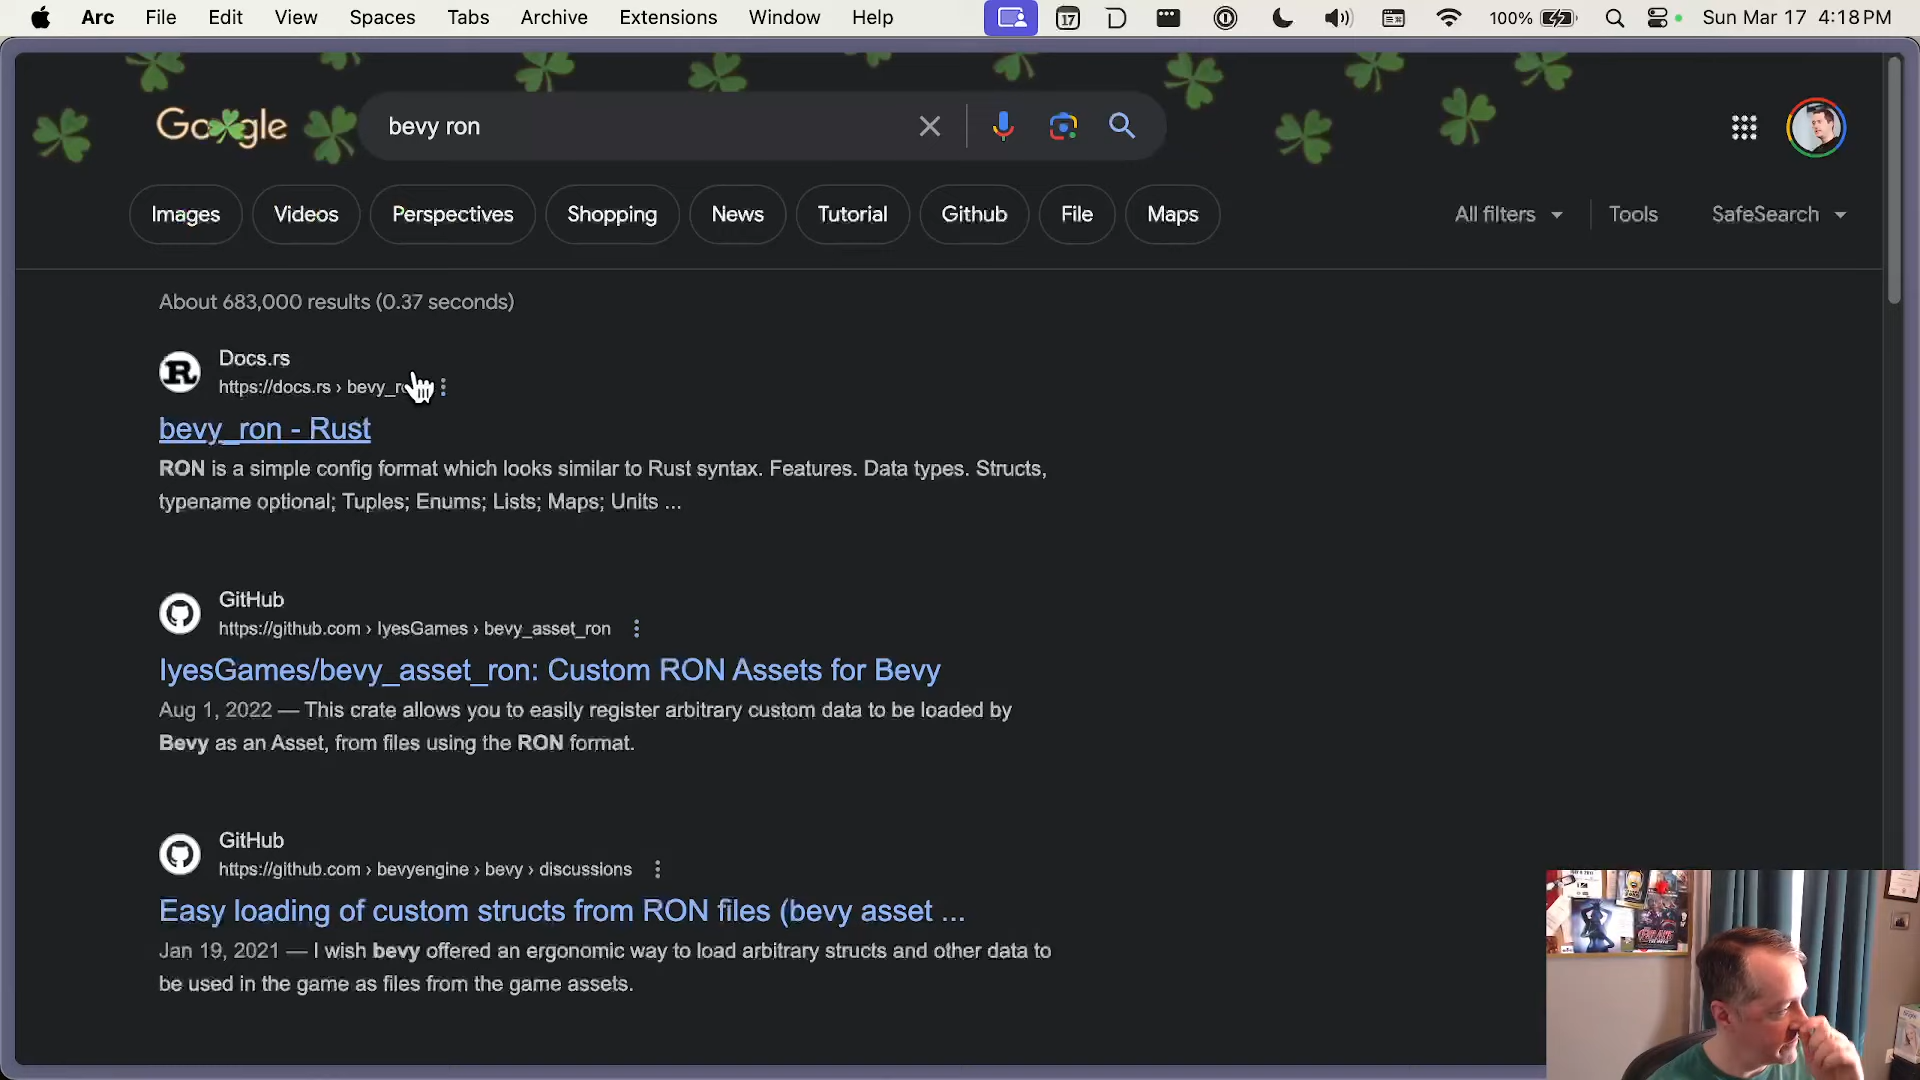 Arc File Edit View Spaces Tabs Archive Extensions Window Help 17 100% Sun Mar 17 4:18 PM
Google bevy ron
Images Videos Perspectives Shopping News Tutorial Github File Maps All filters Tools SafeSearch
About 683,000 results (0.37 seconds)
Docs.rs
https://docs.rs ›
bevy_ron - Rust
RON is a simple config format which looks similar to Rust syntax. Features. Data types. Structs,
typename optional; Tuples; Enums; Lists; Maps; Units ...
GitHub
https://github.com › IyesGames › bevy_asset_ron
IyesGames/bevy_asset_ron: Custom RON Assets for Bevy
Aug 1, 2022 — This crate allows you to easily register arbitrary custom data to be loaded by
Bevy as an Asset, from files using the RON format.
GitHub
https://github.com › bevyengine › bevy › discussions
Easy loading of custom structs from RON files (bevy asset ...
Jan 19, 2021 — I wish bevy offered an ergonomic way to load arbitrary structs and other data to
be used in the game as files from the game assets.